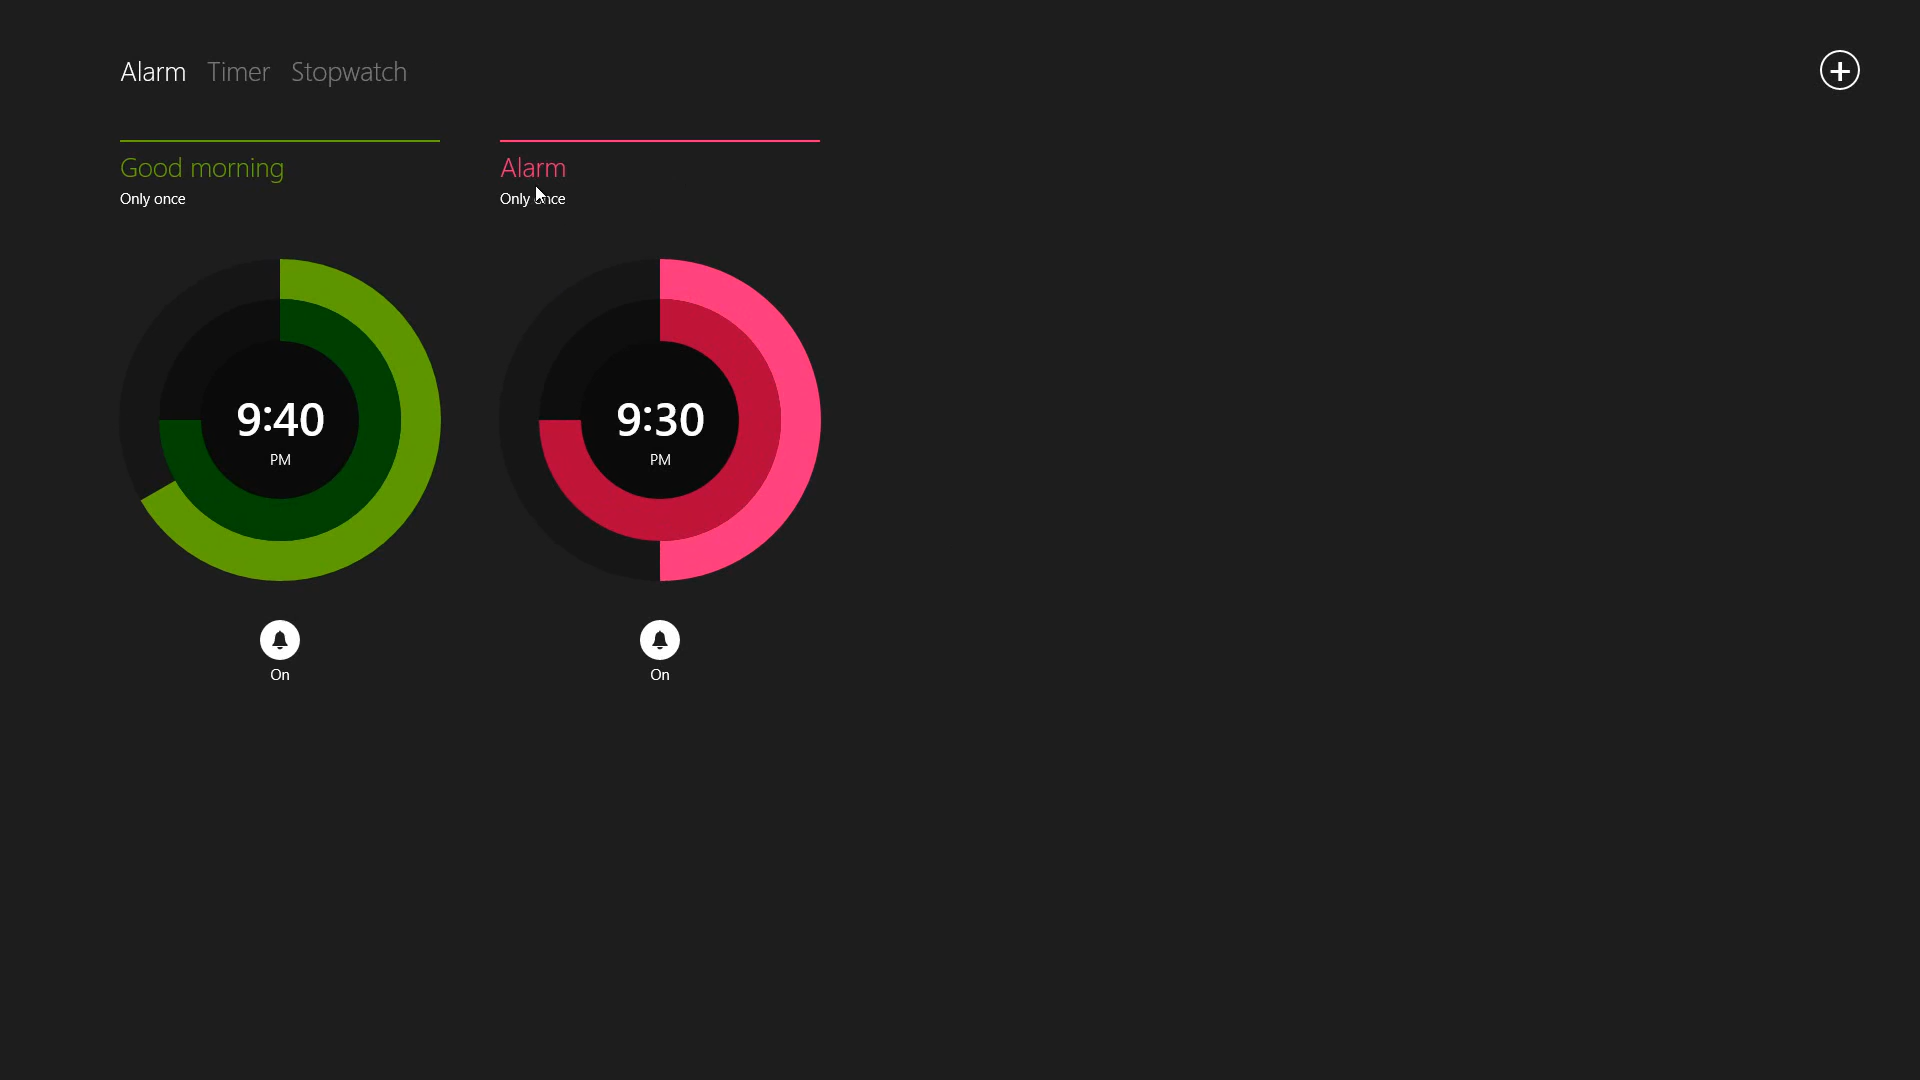 Alarm Timer Stopwatch
Good morning
Only once
9:40
PM
On
Alarm
Only once
9:30
PM
On